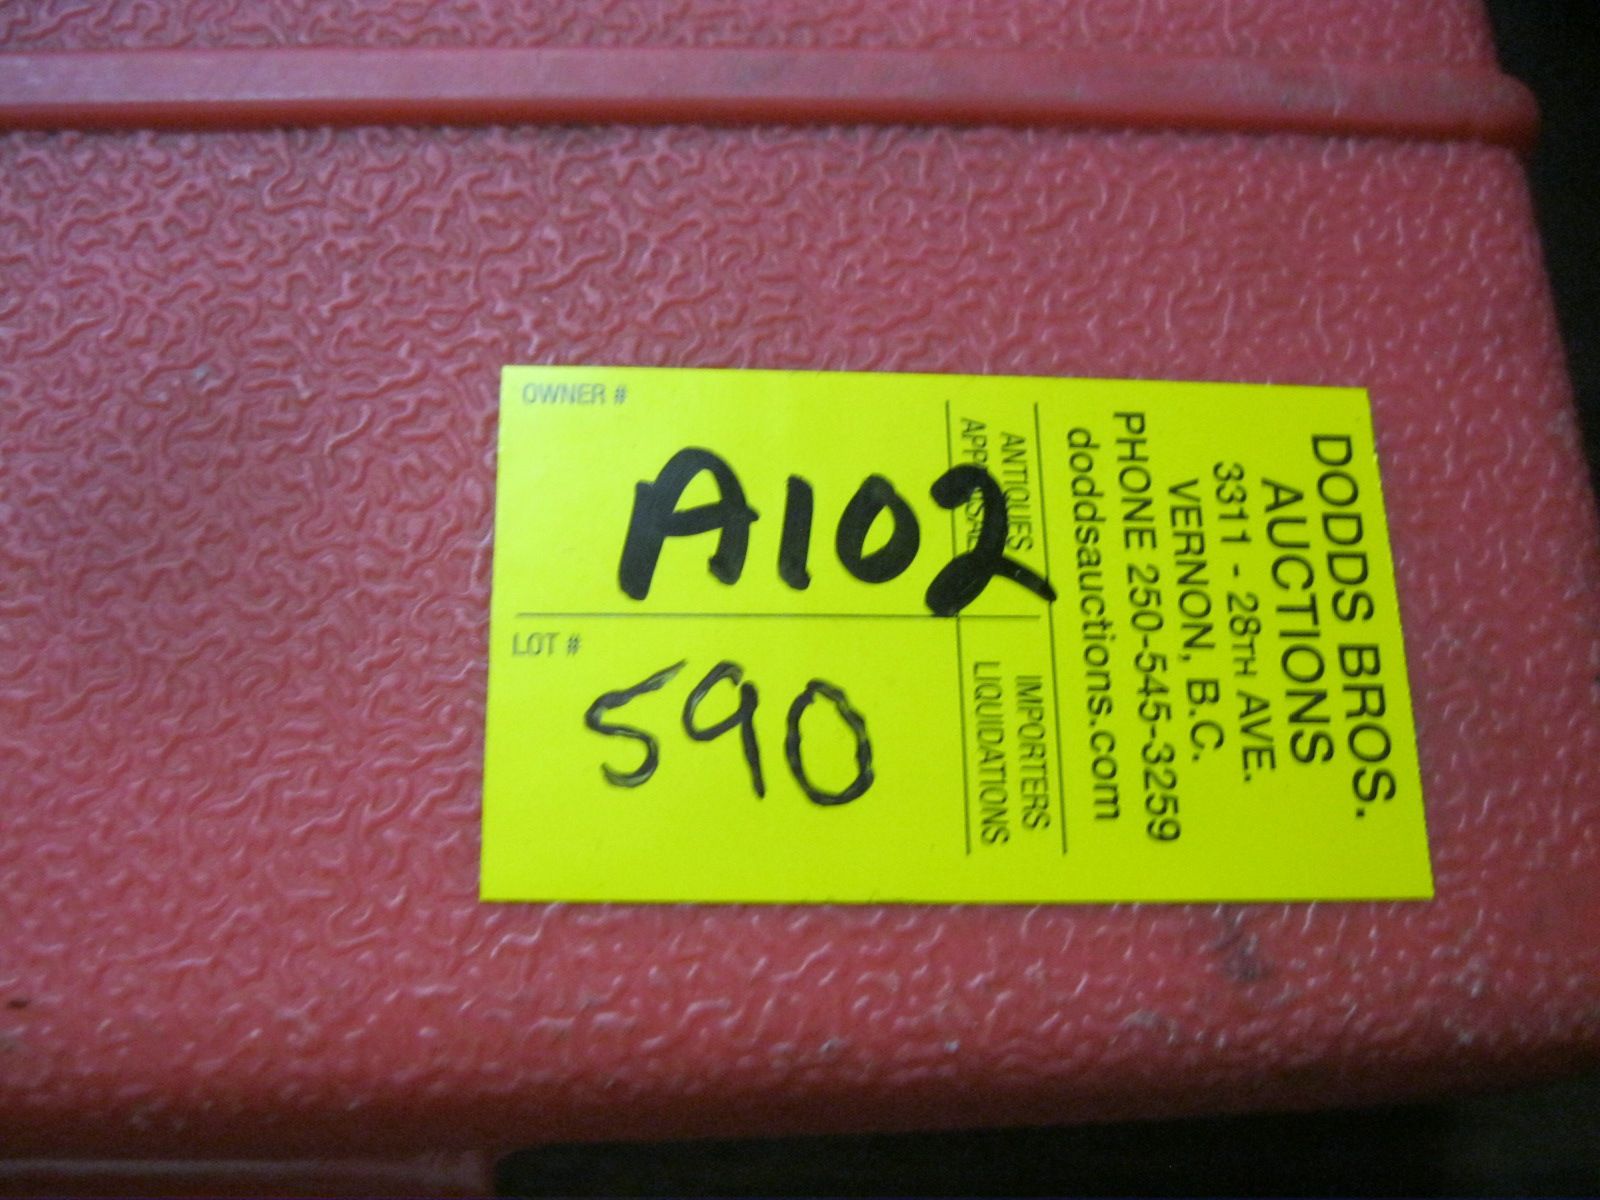 OWNER #
A102
LOT #
590
DODDS BROS.
AUCTIONS
3311 - 28TH AVE.
VERNON, B.C.
PHONE 250-545-3259
doddsauctions.com
ANTIQUES IMPORTERS
APPRAISALS LIQUIDATIONS